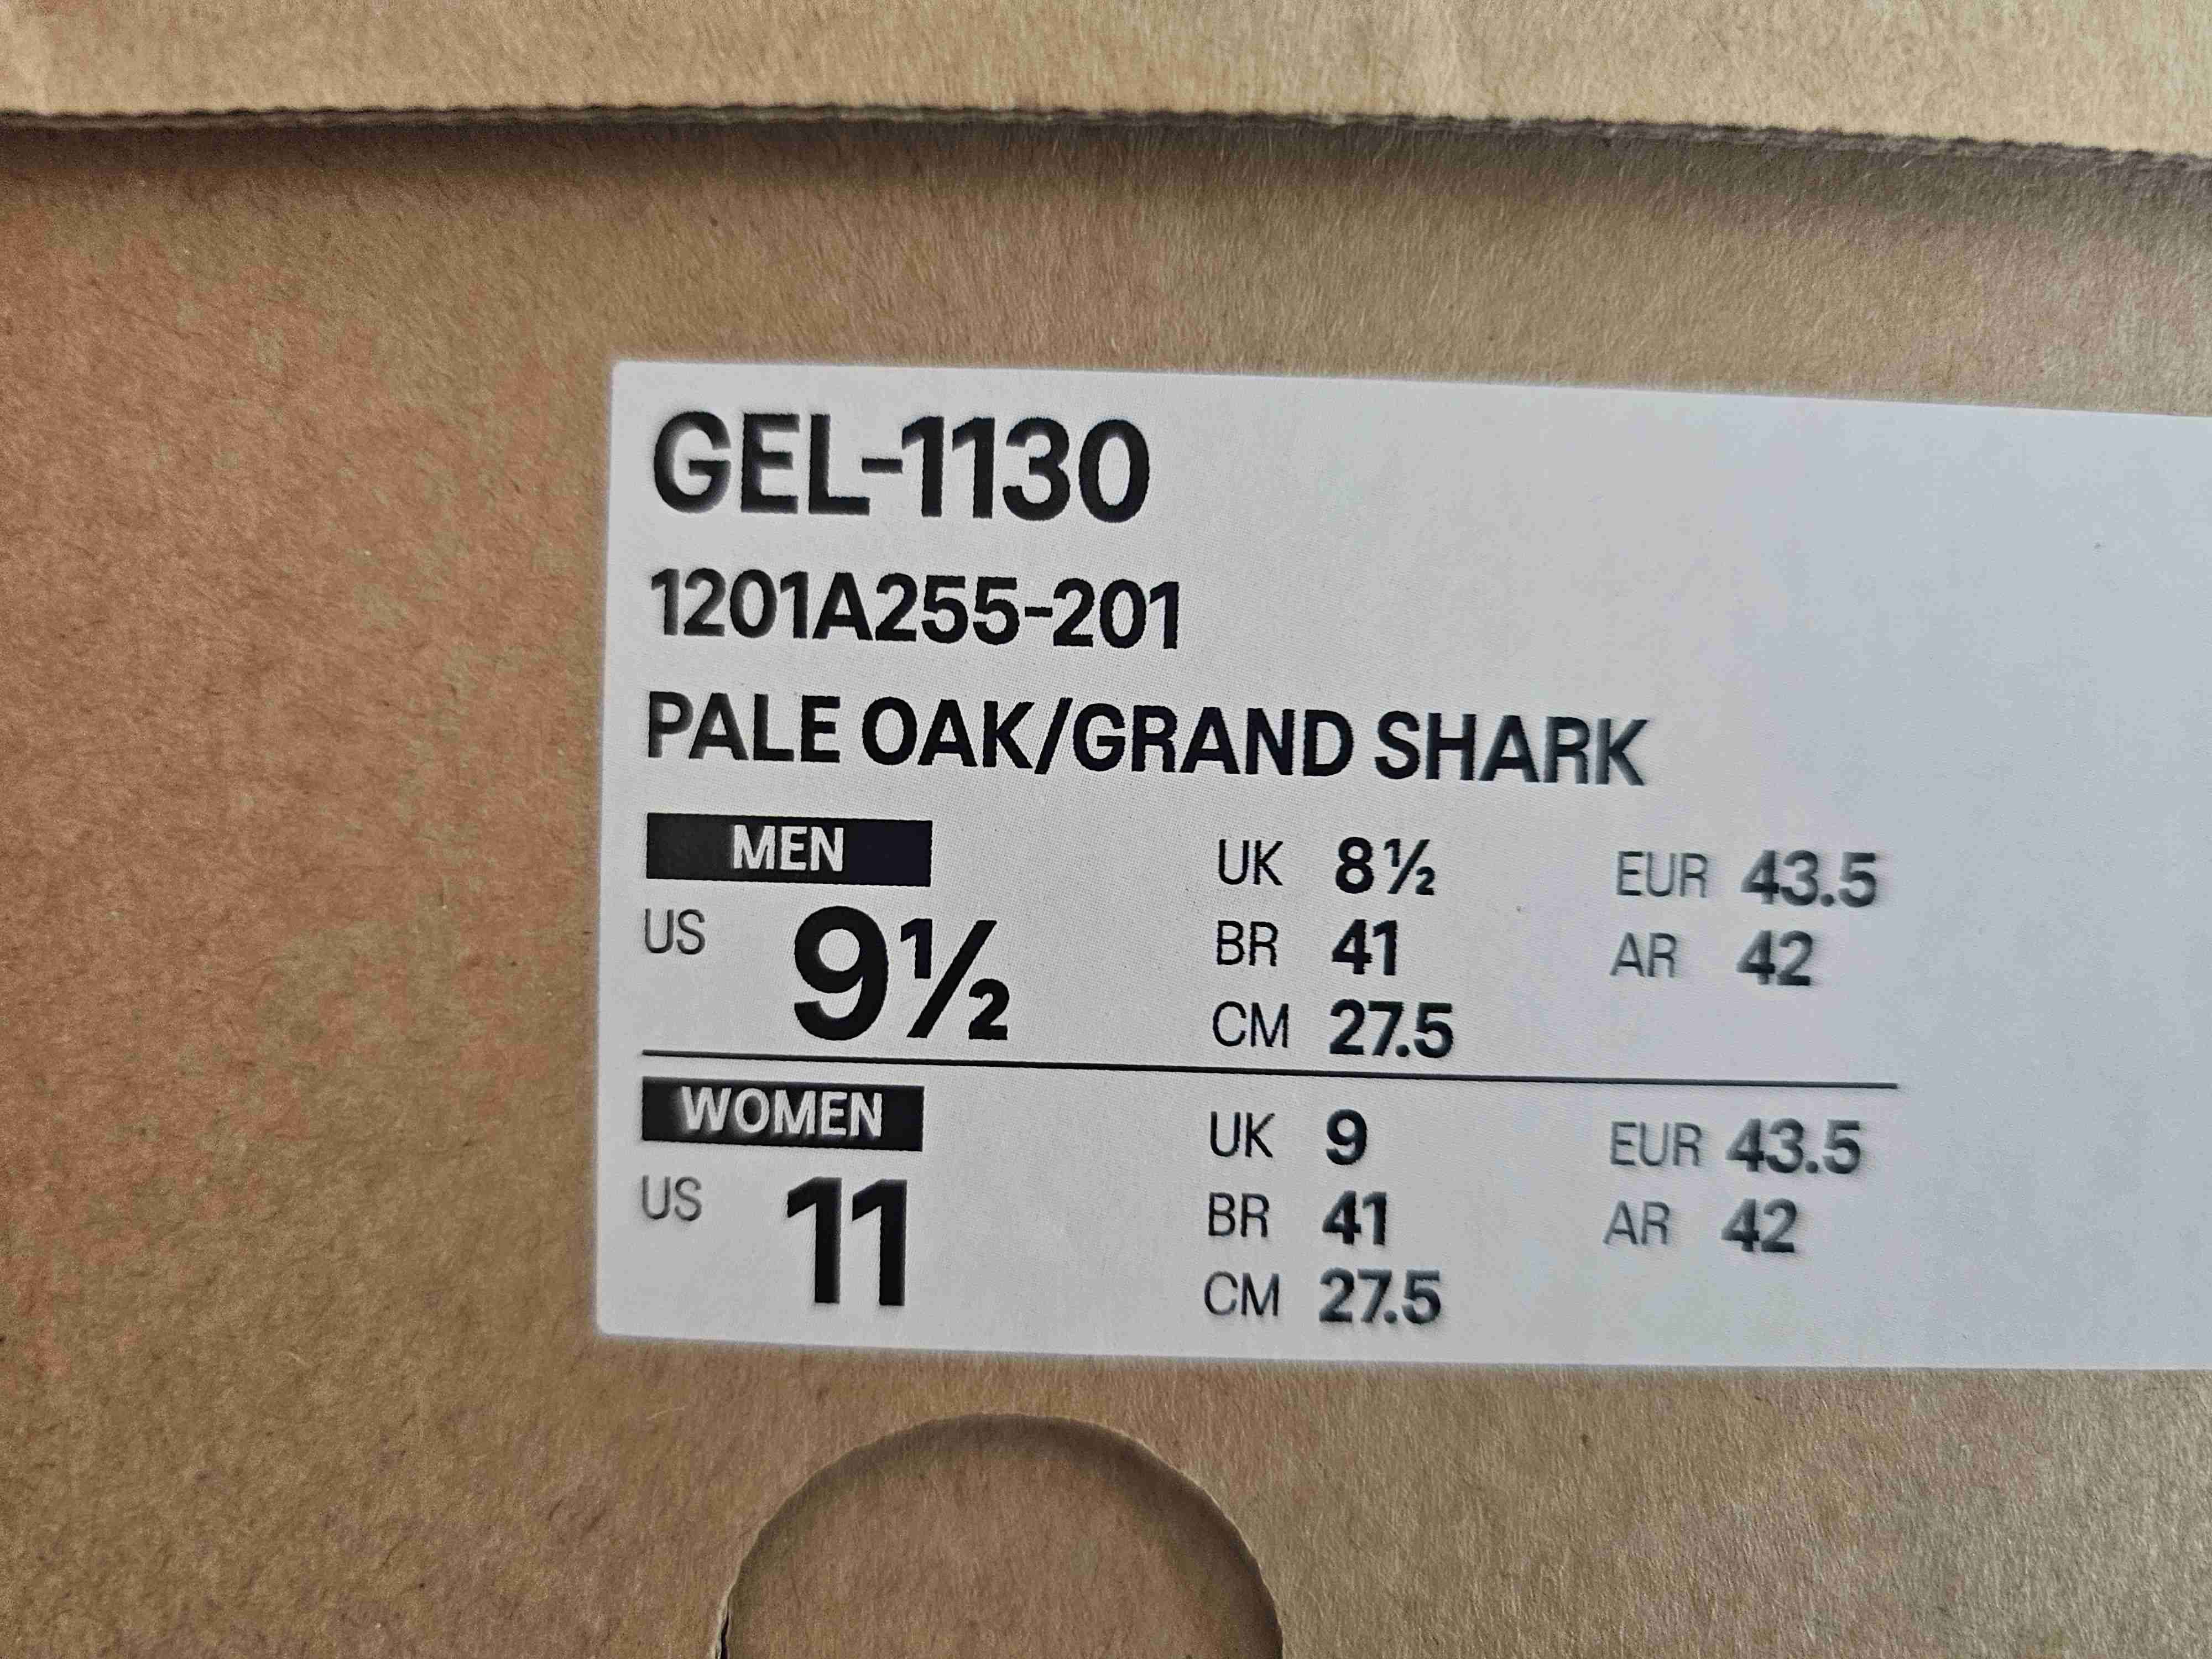 GEL-1130
1201A255-201
PALE OAK/GRAND SHARK
MEN UK 8½ EUR 43.5
US 9½ BR 41 AR 42
CM 27.5
WOMEN UK 9 EUR 43.5
US 11 BR 41 AR 42
CM 27.5